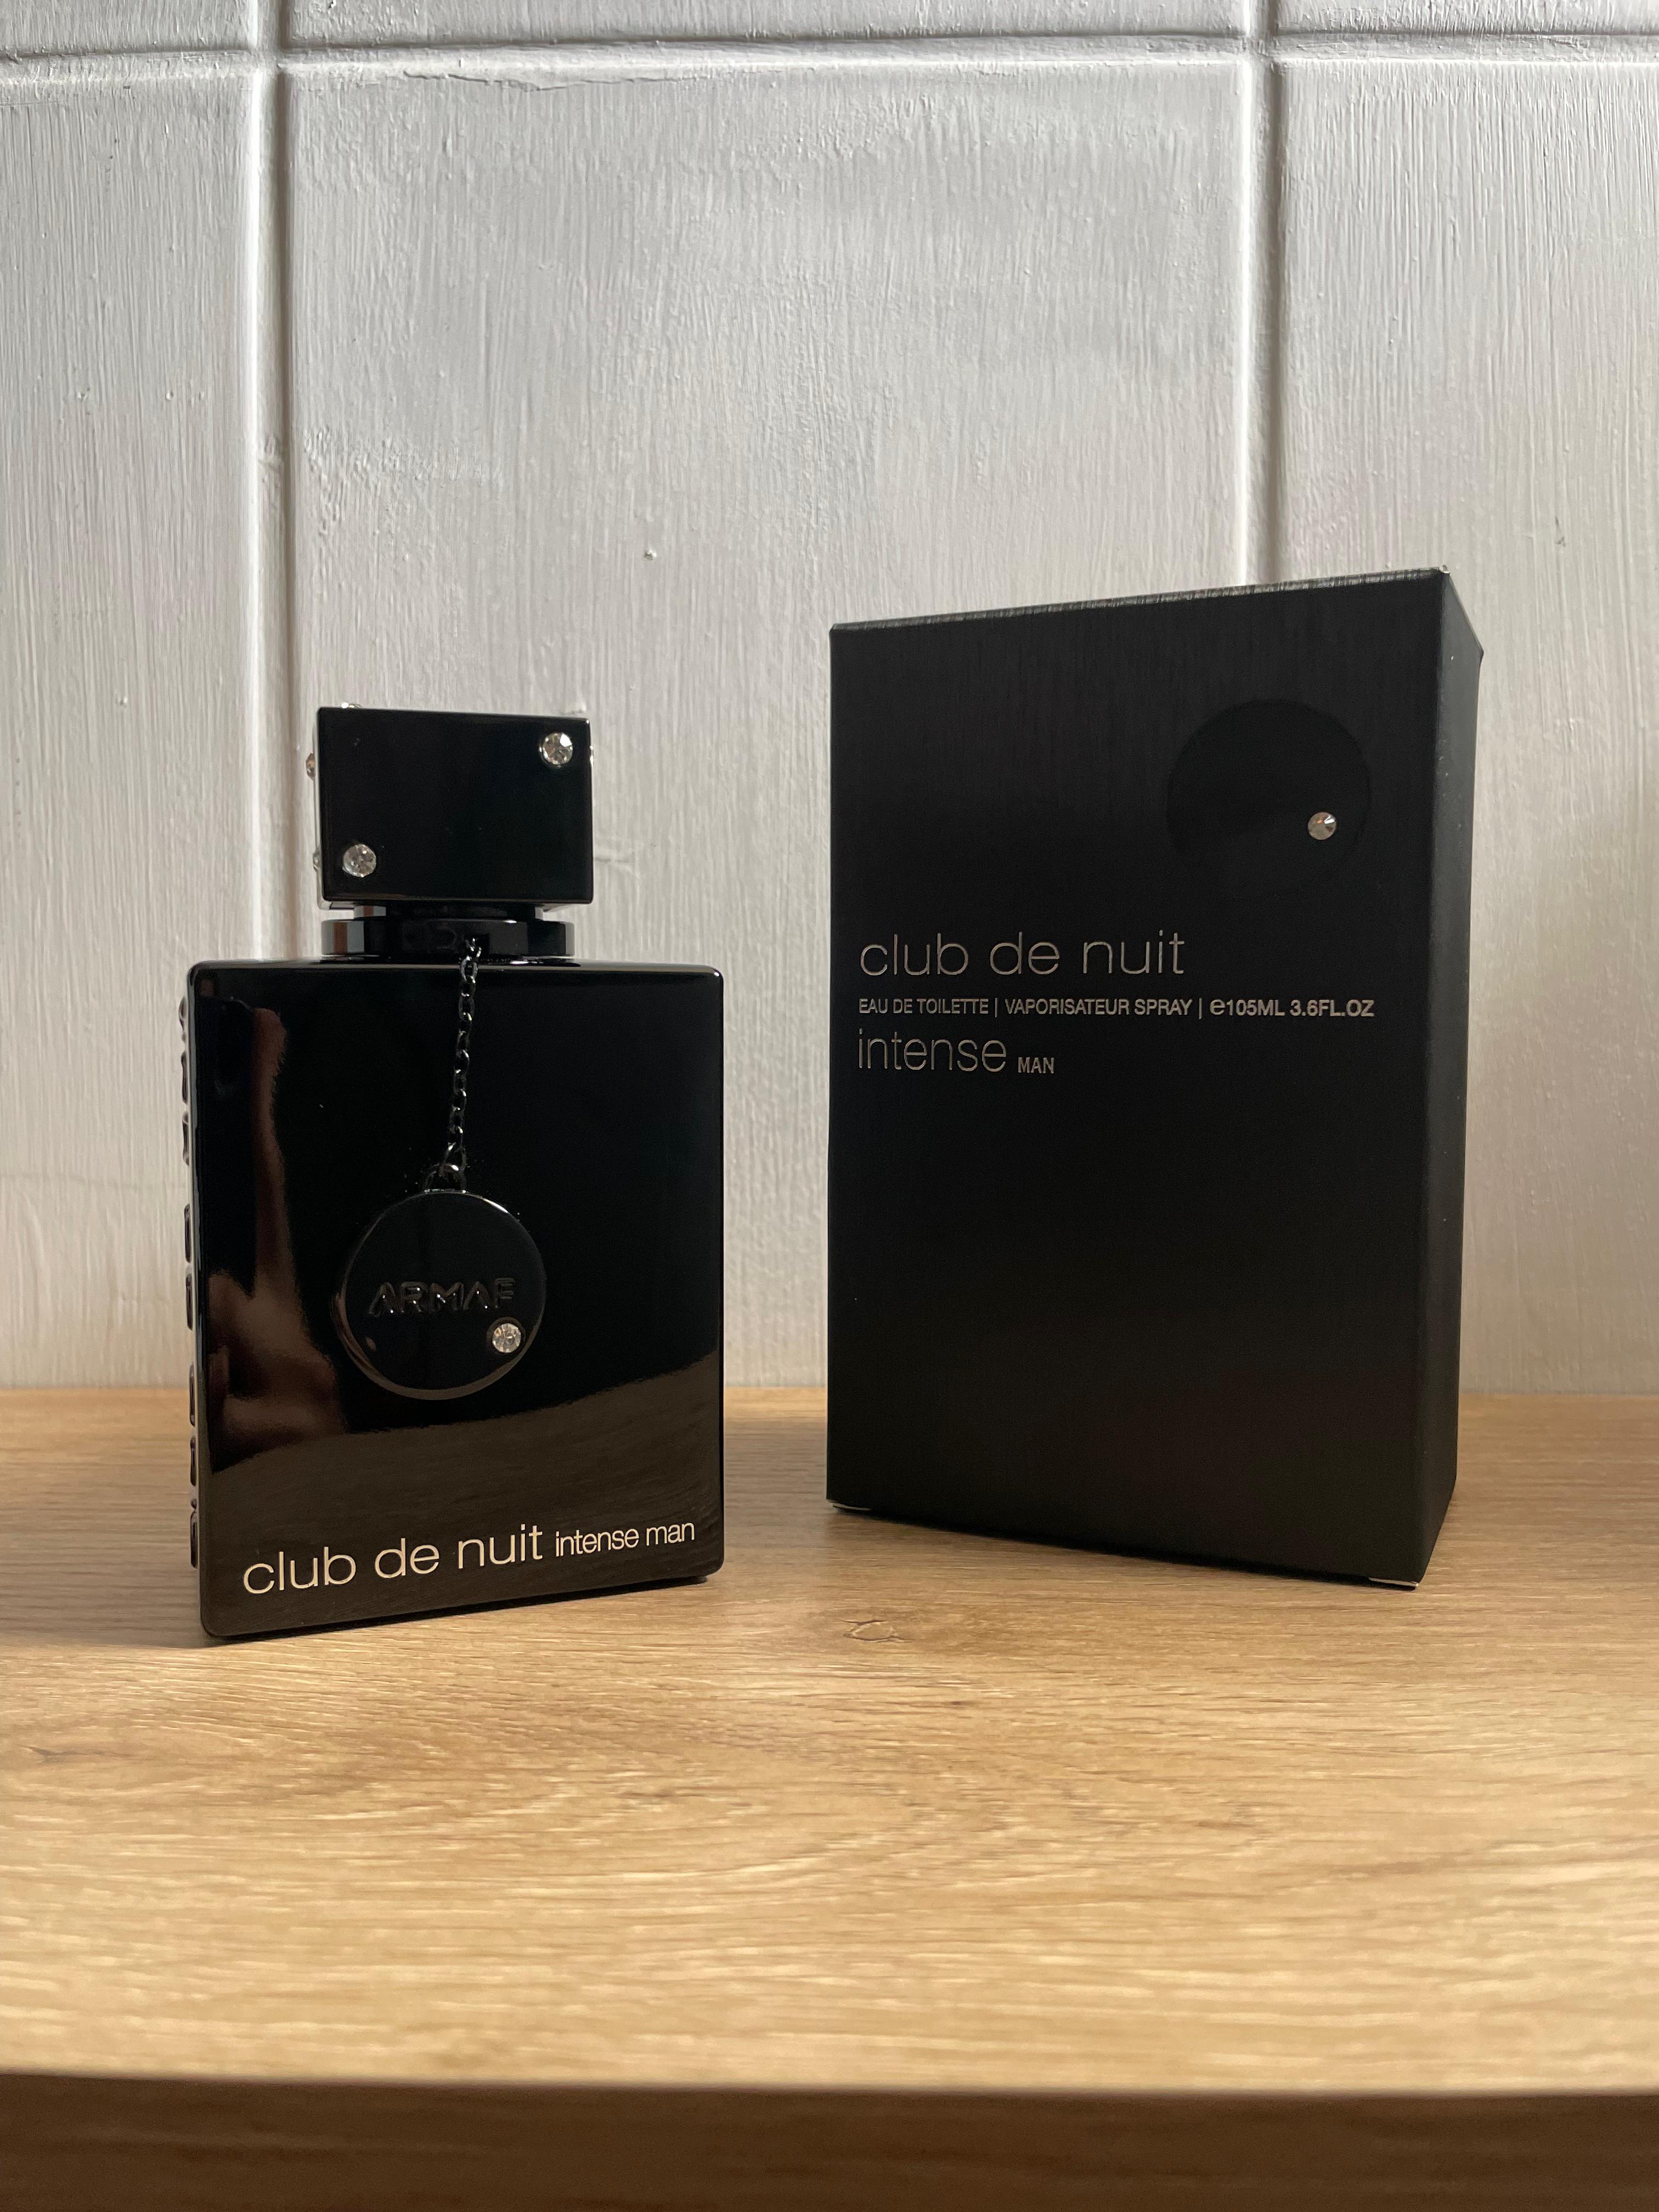 ARMAF
club de nuit intense man
club de nuit
EAU DE TOILETTE | VAPORISATEUR SPRAY | ℮105ML 3.6FL.OZ
intense MAN